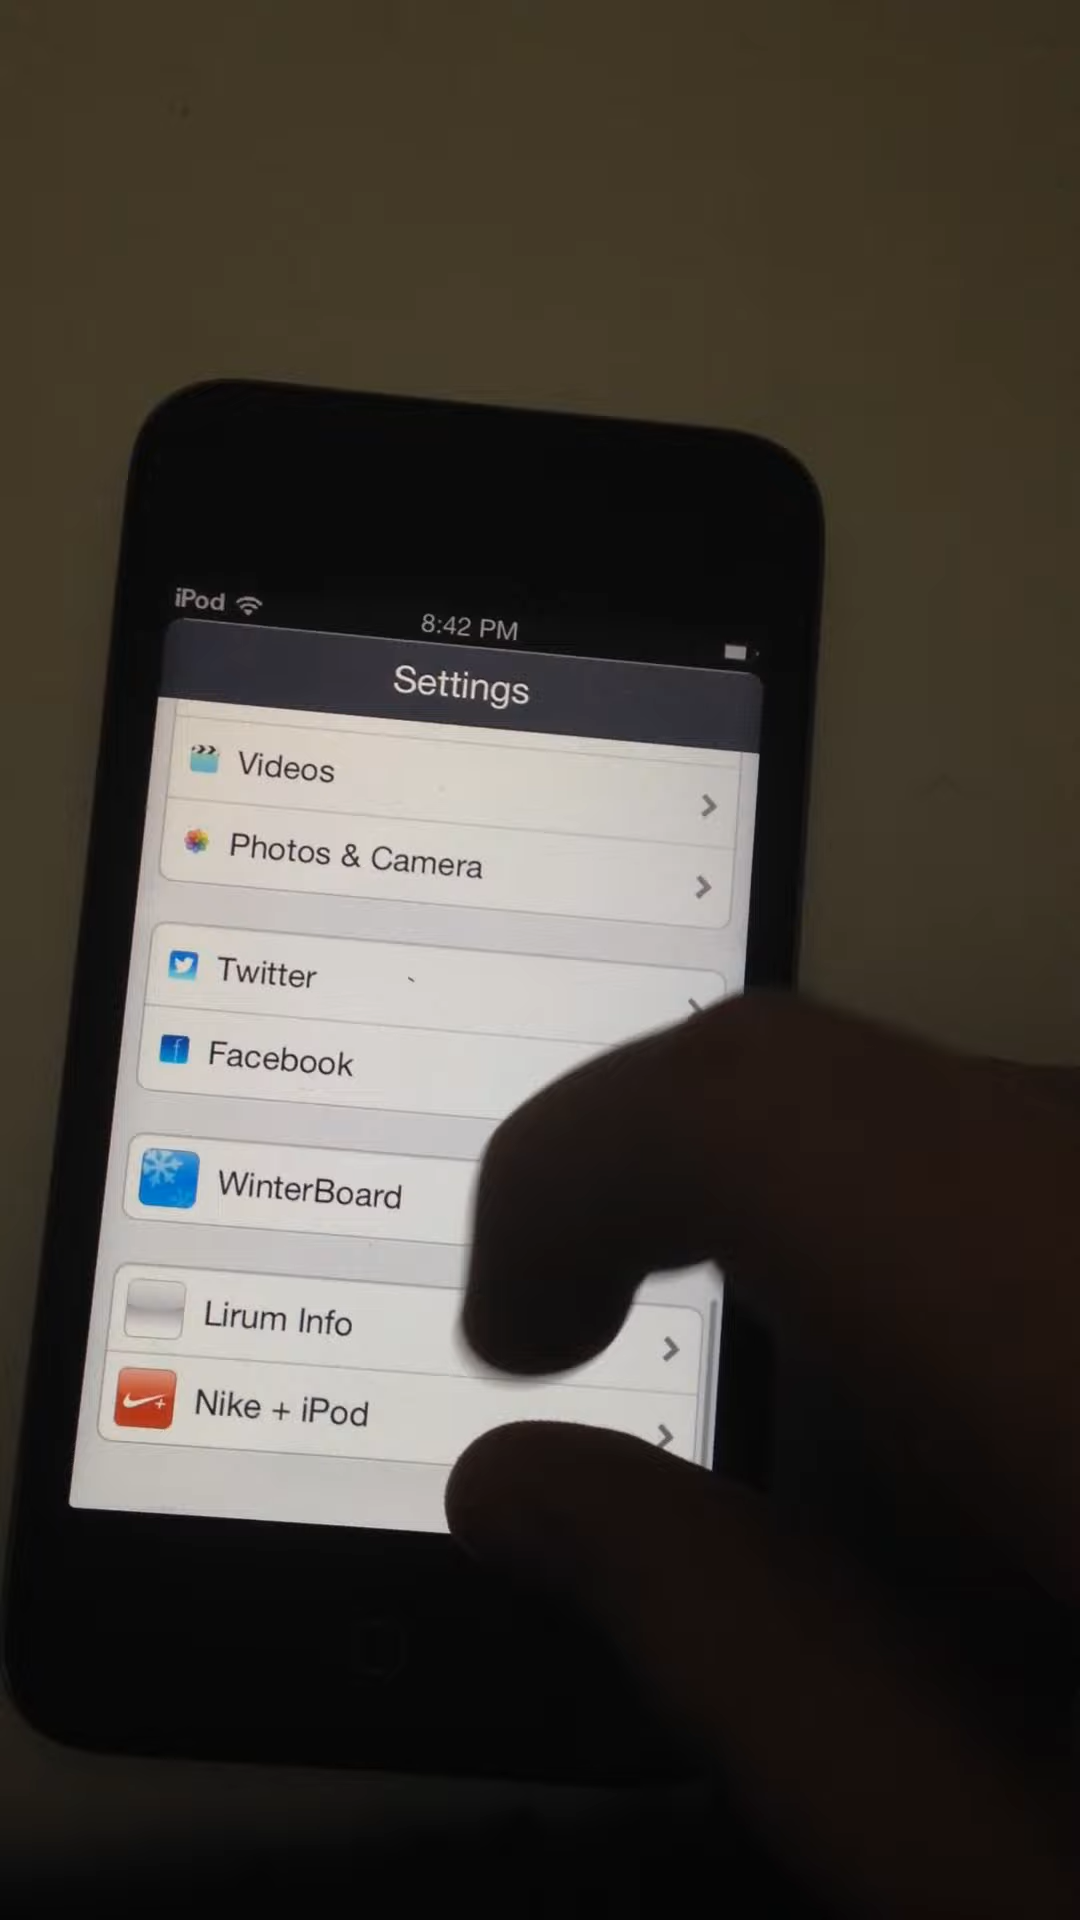 iPod
8:42 PM
Settings
Videos
Photos & Camera
Twitter
Facebook
WinterBoard
Lirum Info
Nike + iPod